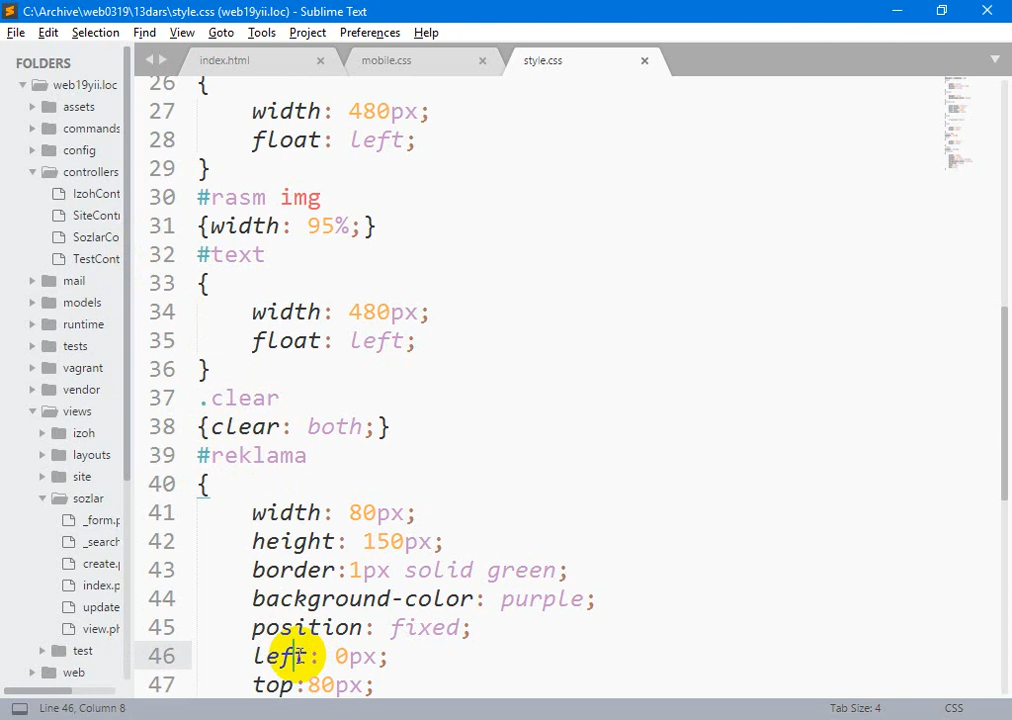 C:\Archive\web0319\13dars\style.css (web19yii.loc) - Sublime Text
File Edit Selection Find View Goto Tools Project Preferences Help
FOLDERS
web19yii.loc
assets
commands
config
controllers
IzohCont
SiteContr
SozlarCo
TestCont
mail
models
runtime
tests
vagrant
vendor
views
izoh
layouts
site
sozlar
_form.p
_search
create.p
index.p
update
view.ph
test
web
index.html mobile.css style.css
26 {
27 width: 480px;
28 float: left;
29 }
30 #rasm img
31 {width: 95%;}
32 #text
33 {
34 width: 480px;
35 float: left;
36 }
37 .clear
38 {clear: both;}
39 #reklama
40 {
41 width: 80px;
42 height: 150px;
43 border:1px solid green;
44 background-color: purple;
45 position: fixed;
46 left: 0px;
47 top:80px;
Line 46, Column 8 Tab Size: 4 CSS